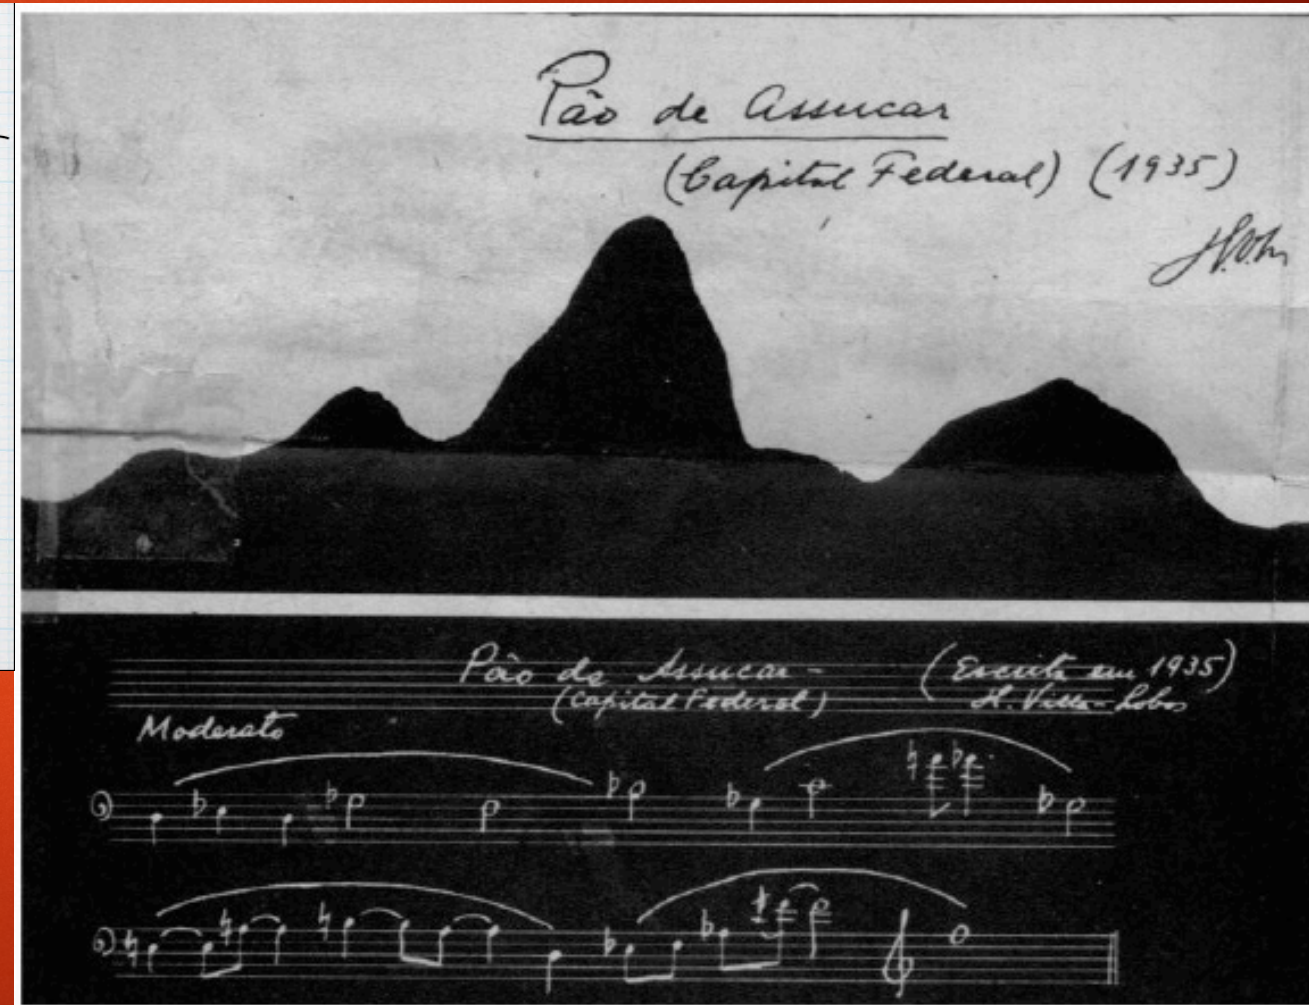 Pão de Assucar
(Capital Federal) (1935)
Pão de Assucar - (Escrita em 1935)
(Capital Federal) H. Villa-Lobos
Moderato